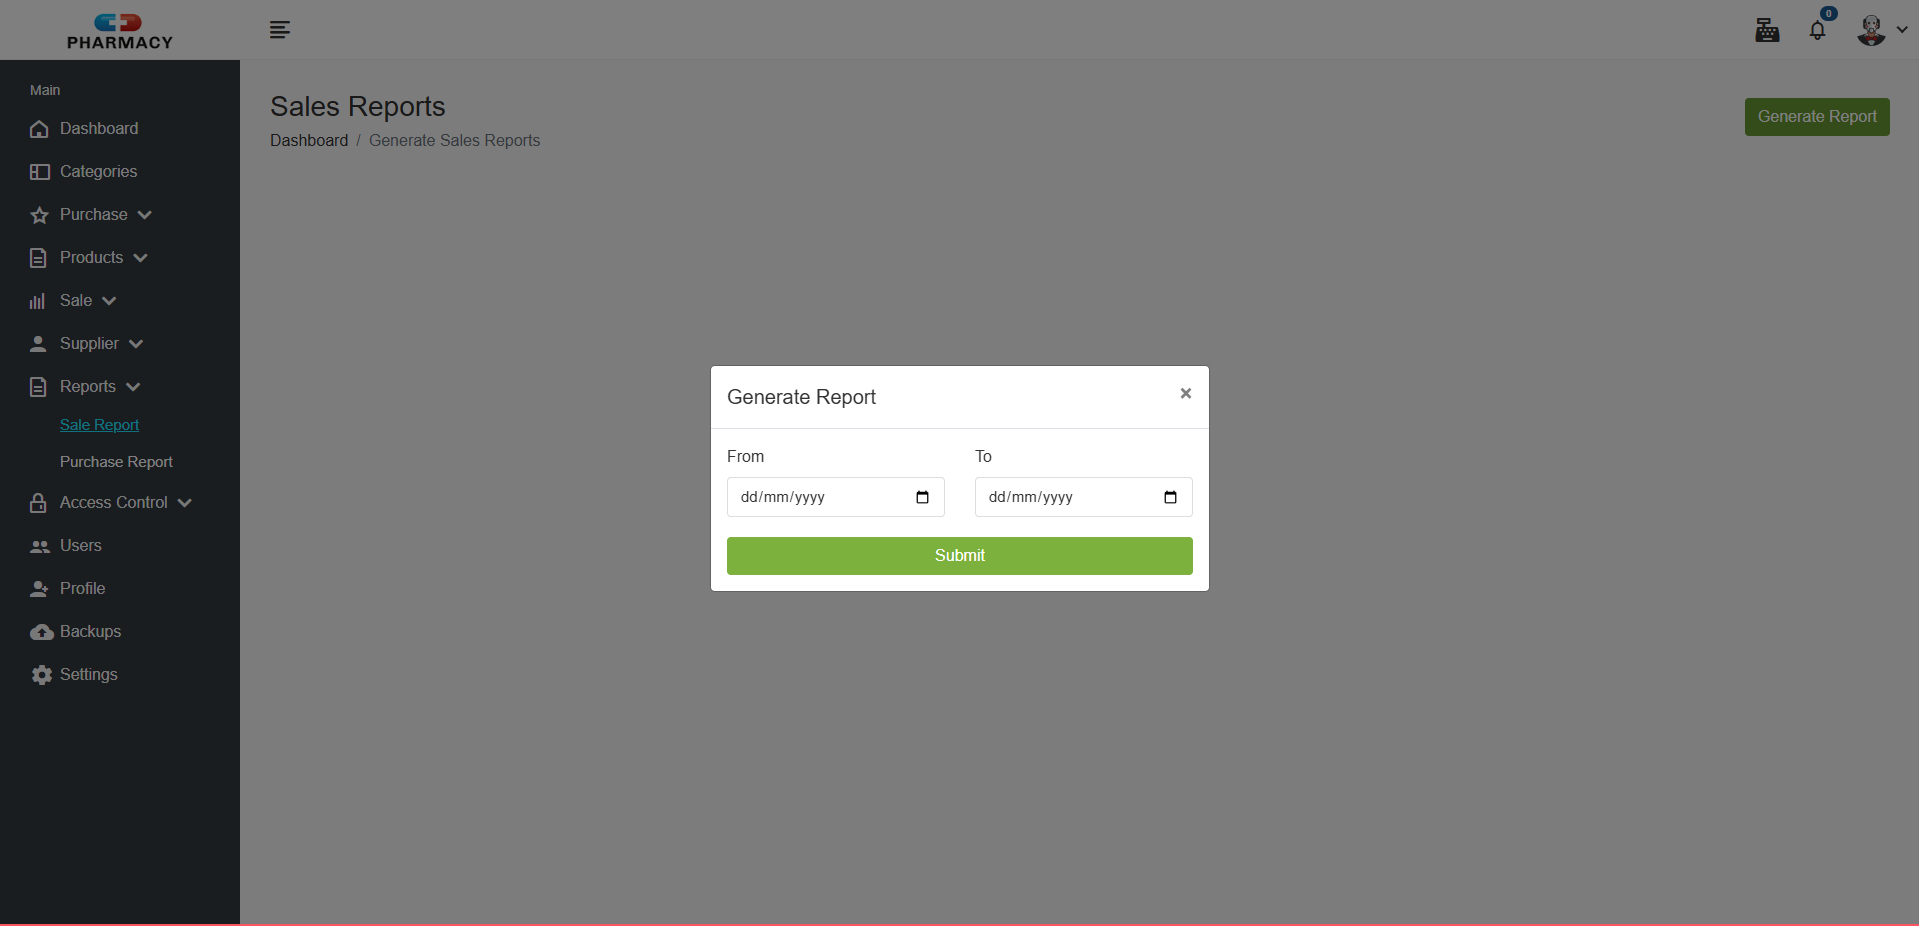 PHARMACY
0
Main
Dashboard
Categories
Purchase
Products
Sale
Supplier
Reports
Sale Report
Purchase Report
Access Control
Users
Profile
Backups
Settings
Sales Reports
Dashboard / Generate Sales Reports
Generate Report
Generate Report ×
From To
dd/mm/yyyy dd/mm/yyyy
Submit